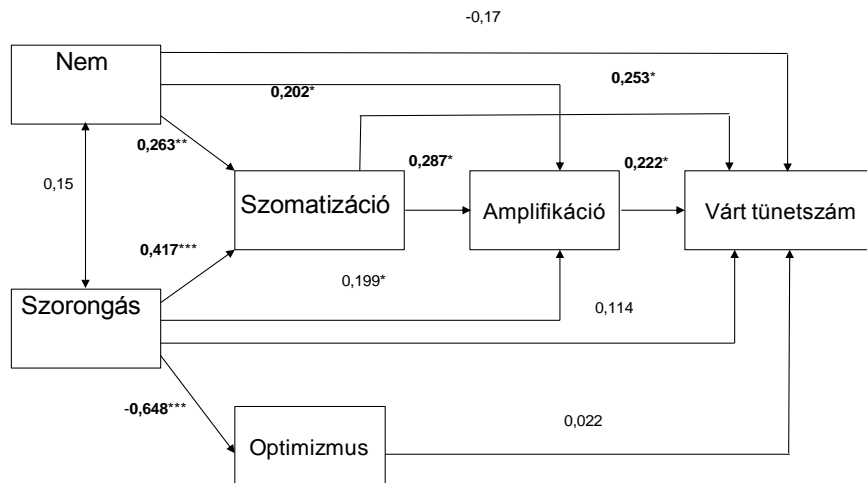 -0,17
Nem
0,202*
0,253*
0,263**
0,15
Szomatizáció
0,287*
Amplifikáció
0,222*
Várt tünetszám
0,417***
0,199*
Szorongás
0,114
-0,648***
Optimizmus
0,022